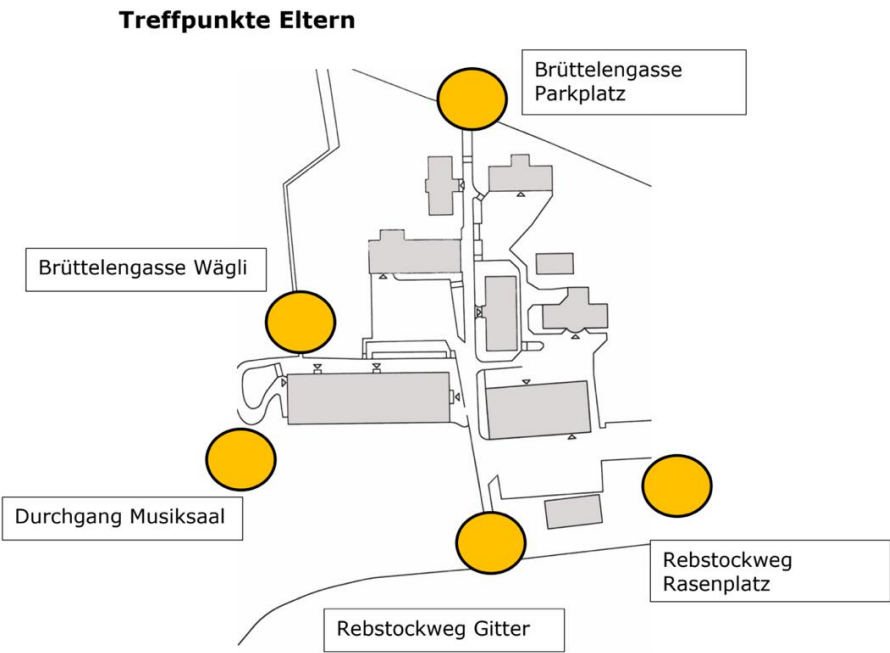 Treffpunkte Eltern
Brüttelengasse
Parkplatz
Brüttelengasse Wägli
Durchgang Musiksaal
Rebstockweg
Rasenplatz
Rebstockweg Gitter